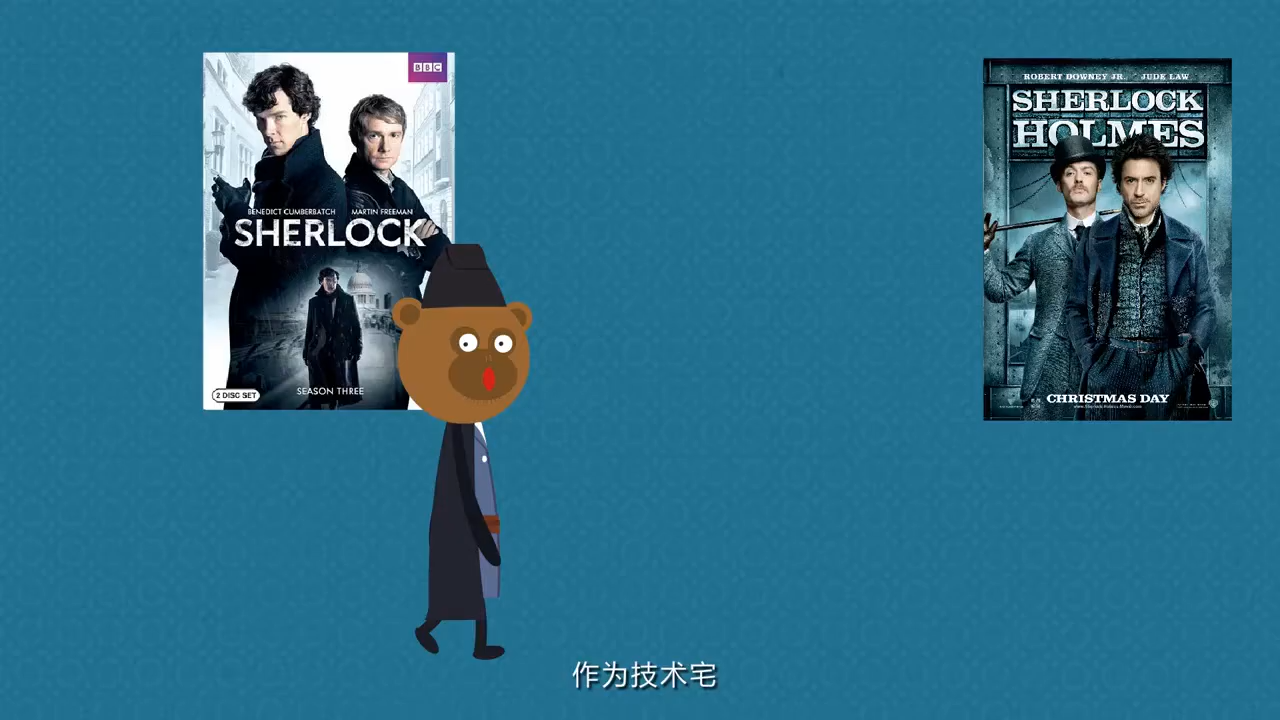 BBC
BENEDICT CUMBERBATCH MARTIN FREEMAN
SHERLOCK
SEASON THREE
2 DISC SET
ROBERT DOWNEY JR. JUDE LAW
SHERLOCK
HOLMES
CHRISTMAS DAY
作为技术宅